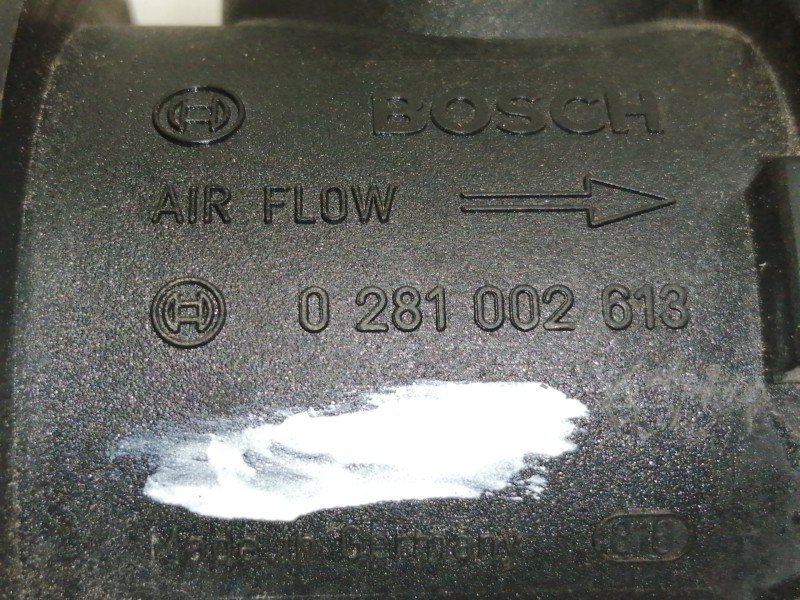 BOSCH
AIR FLOW
0 281 002 613
Made in Germany